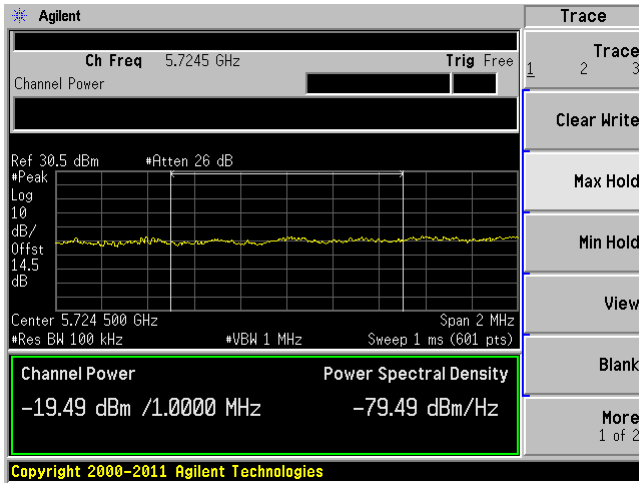 Agilent
Trace
Ch Freq 5.7245 GHz Trig Free
Channel Power
Trace
1 2 3
Clear Write
Max Hold
Min Hold
View
Blank
More
1 of 2
Ref 30.5 dBm #Atten 26 dB
#Peak
Log
10
dB/
Offst
14.5
dB
Center 5.724 500 GHz Span 2 MHz
#Res BW 100 kHz #VBW 1 MHz Sweep 1 ms (601 pts)
Channel Power Power Spectral Density
-19.49 dBm /1.0000 MHz -79.49 dBm/Hz
Copyright 2000-2011 Agilent Technologies